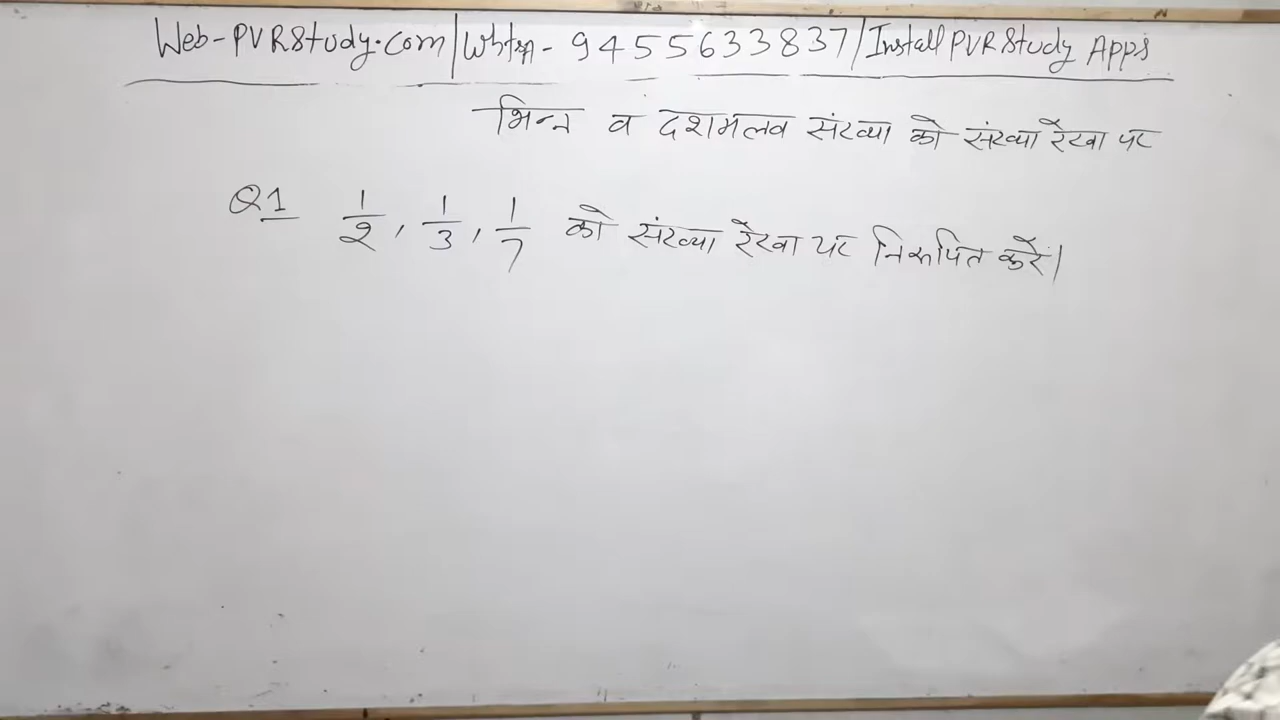 Web-PVRStudy.com/Whtsp-9455633837/Install PVR Study Apps
भिन्न व दशमलव संख्या को संख्या रेखा पर
Q1 1/2, 1/3, 1/7 को संख्या रेखा पर निरूपित करें।